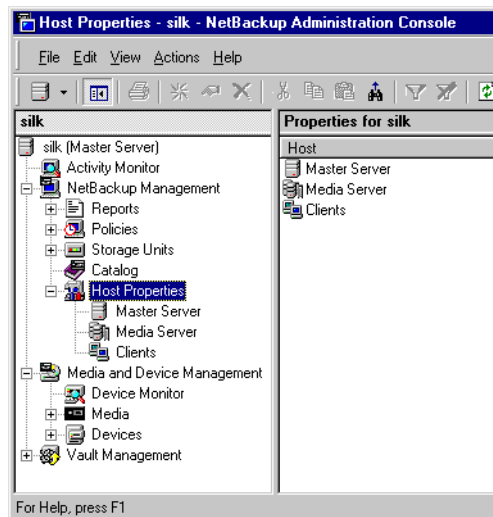 Host Properties - silk - NetBackup Administration Console
File Edit View Actions Help
silk
silk (Master Server)
Activity Monitor
NetBackup Management
Reports
Policies
Storage Units
Catalog
Host Properties
Master Server
Media Server
Clients
Media and Device Management
Device Monitor
Media
Devices
Vault Management
Properties for silk
Host
Master Server
Media Server
Clients
For Help, press F1